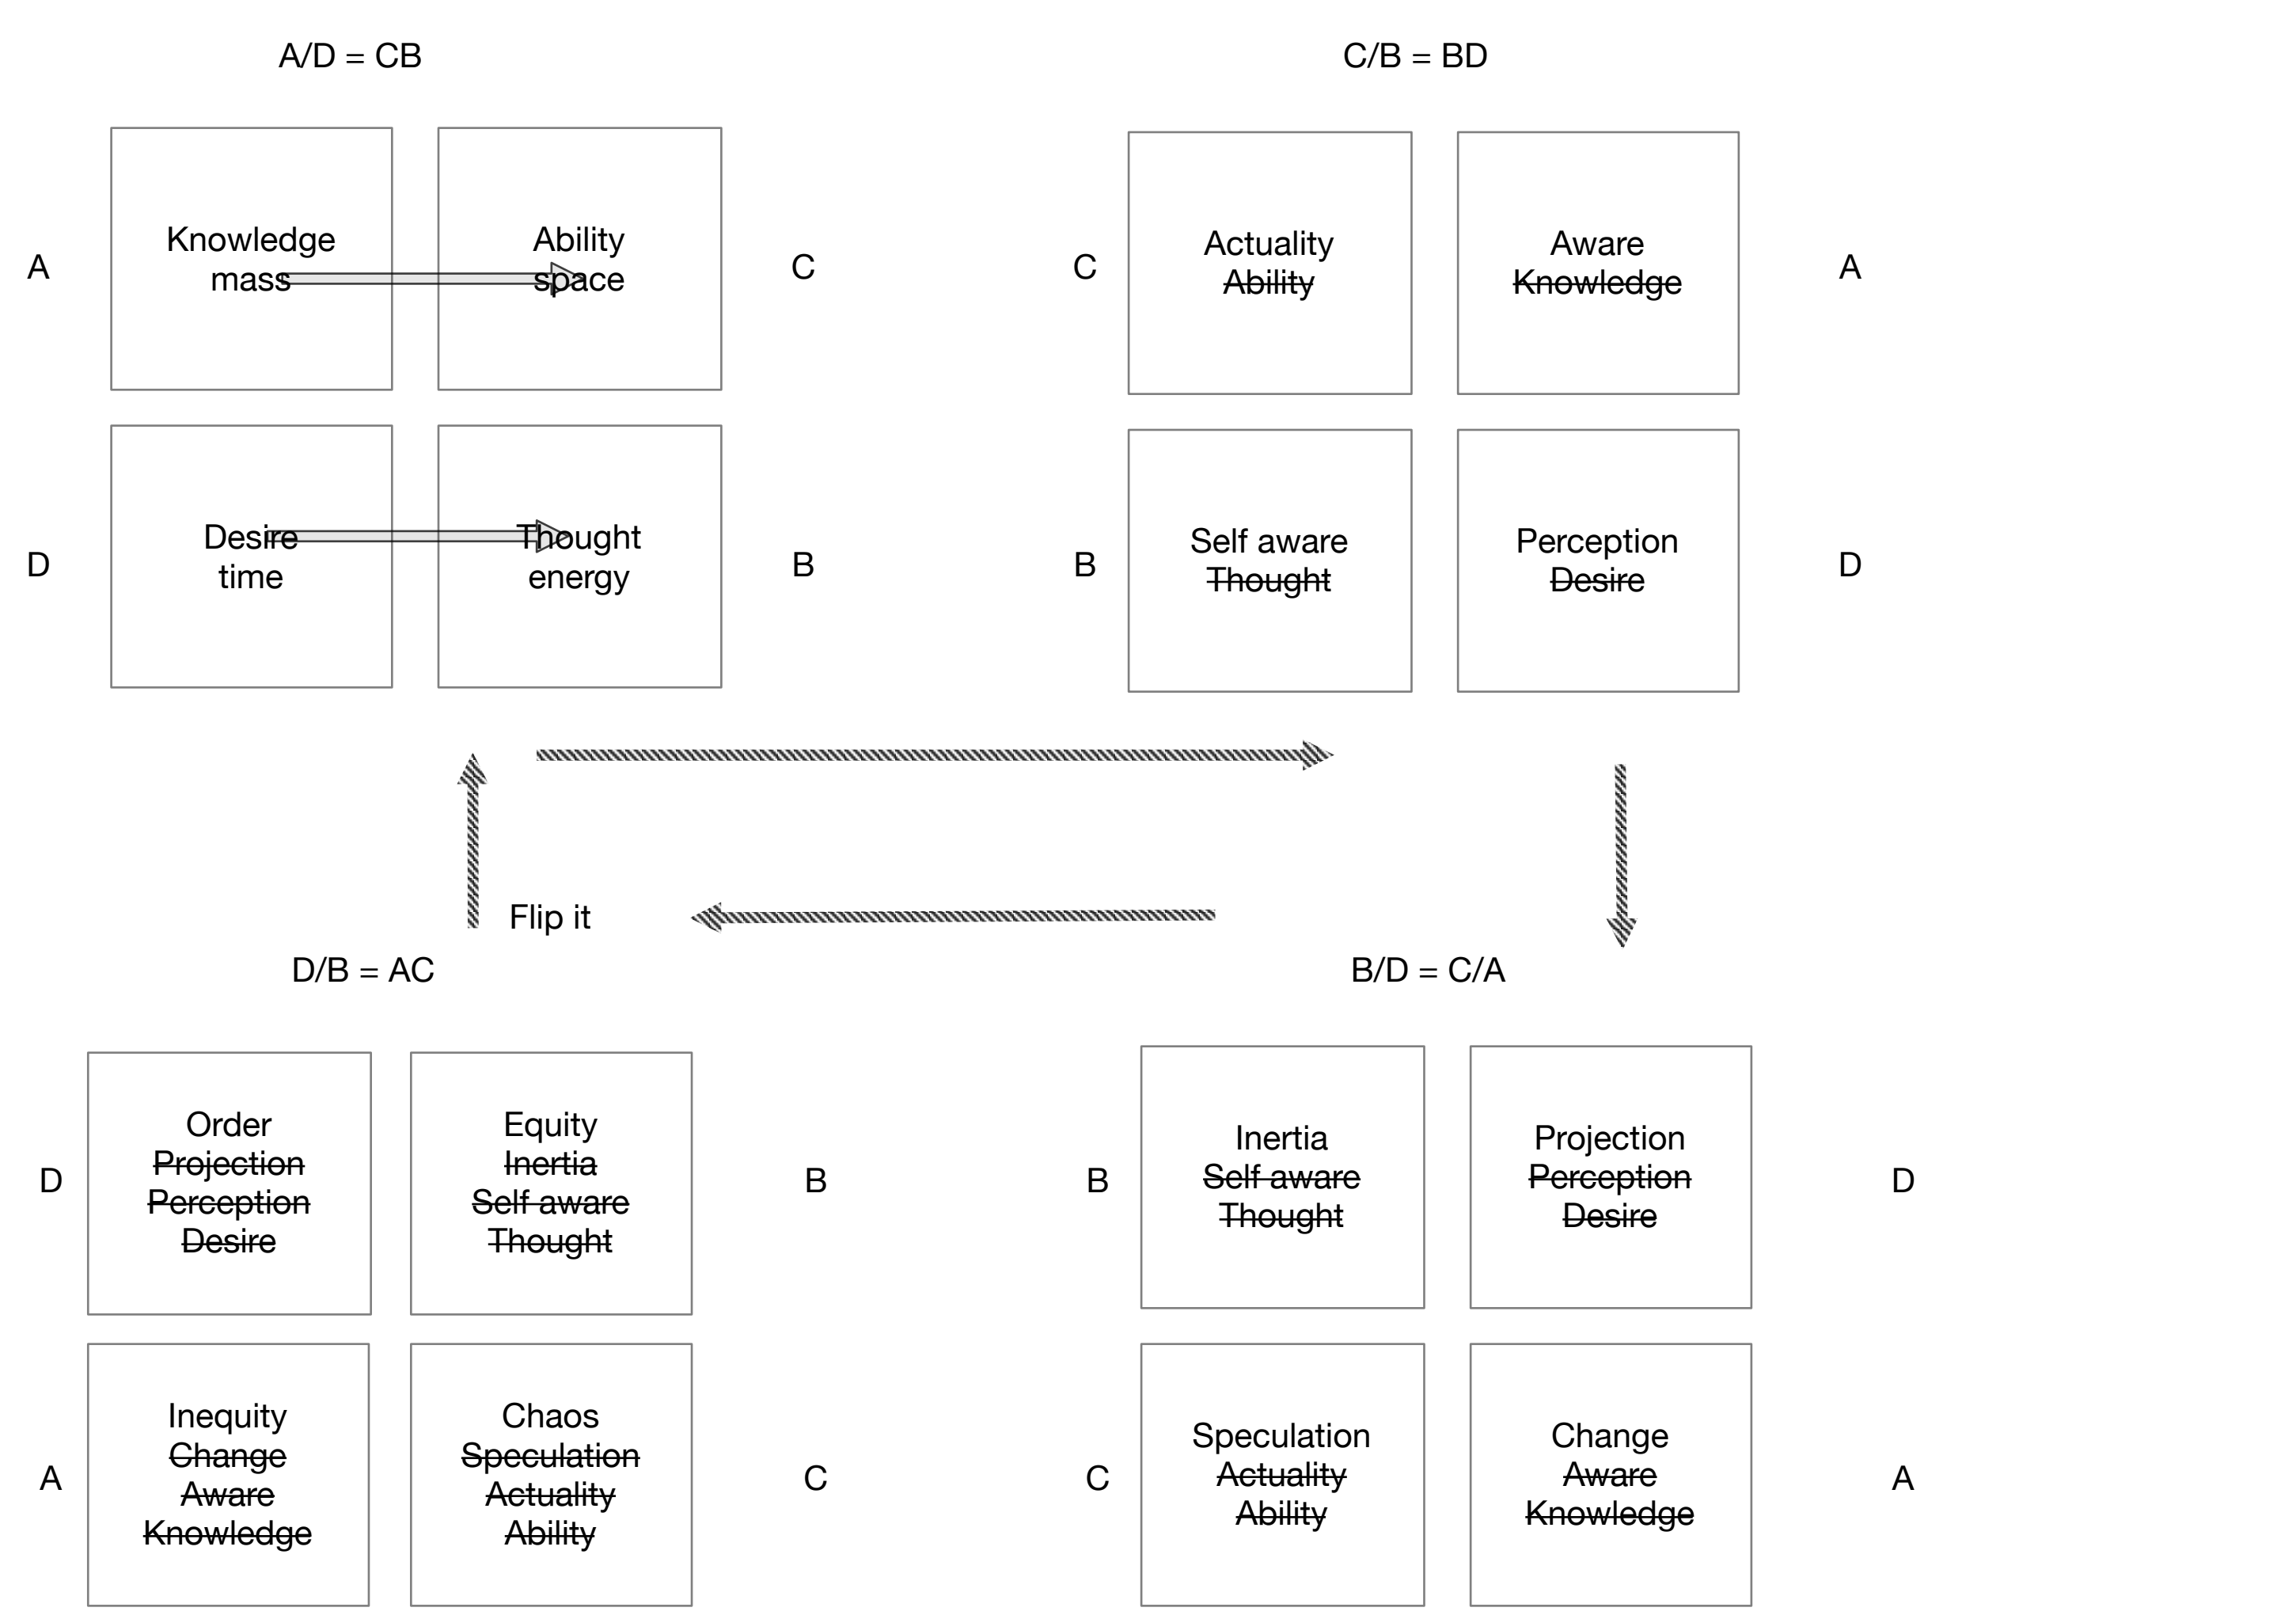 A/D = CB
A
Knowledge
mass
Ability
space
C
D
Desire
time
Thought
energy
B
C/B = BD
C
Actuality
Ability
Aware
Knowledge
A
B
Self aware
Thought
Perception
Desire
D
Flip it
D/B = AC
D
Order
Projection
Perception
Desire
Equity
Inertia
Self aware
Thought
B
A
Inequity
Change
Aware
Knowledge
Chaos
Speculation
Actuality
Ability
C
B/D = C/A
B
Inertia
Self aware
Thought
Projection
Perception
Desire
D
C
Speculation
Actuality
Ability
Change
Aware
Knowledge
A